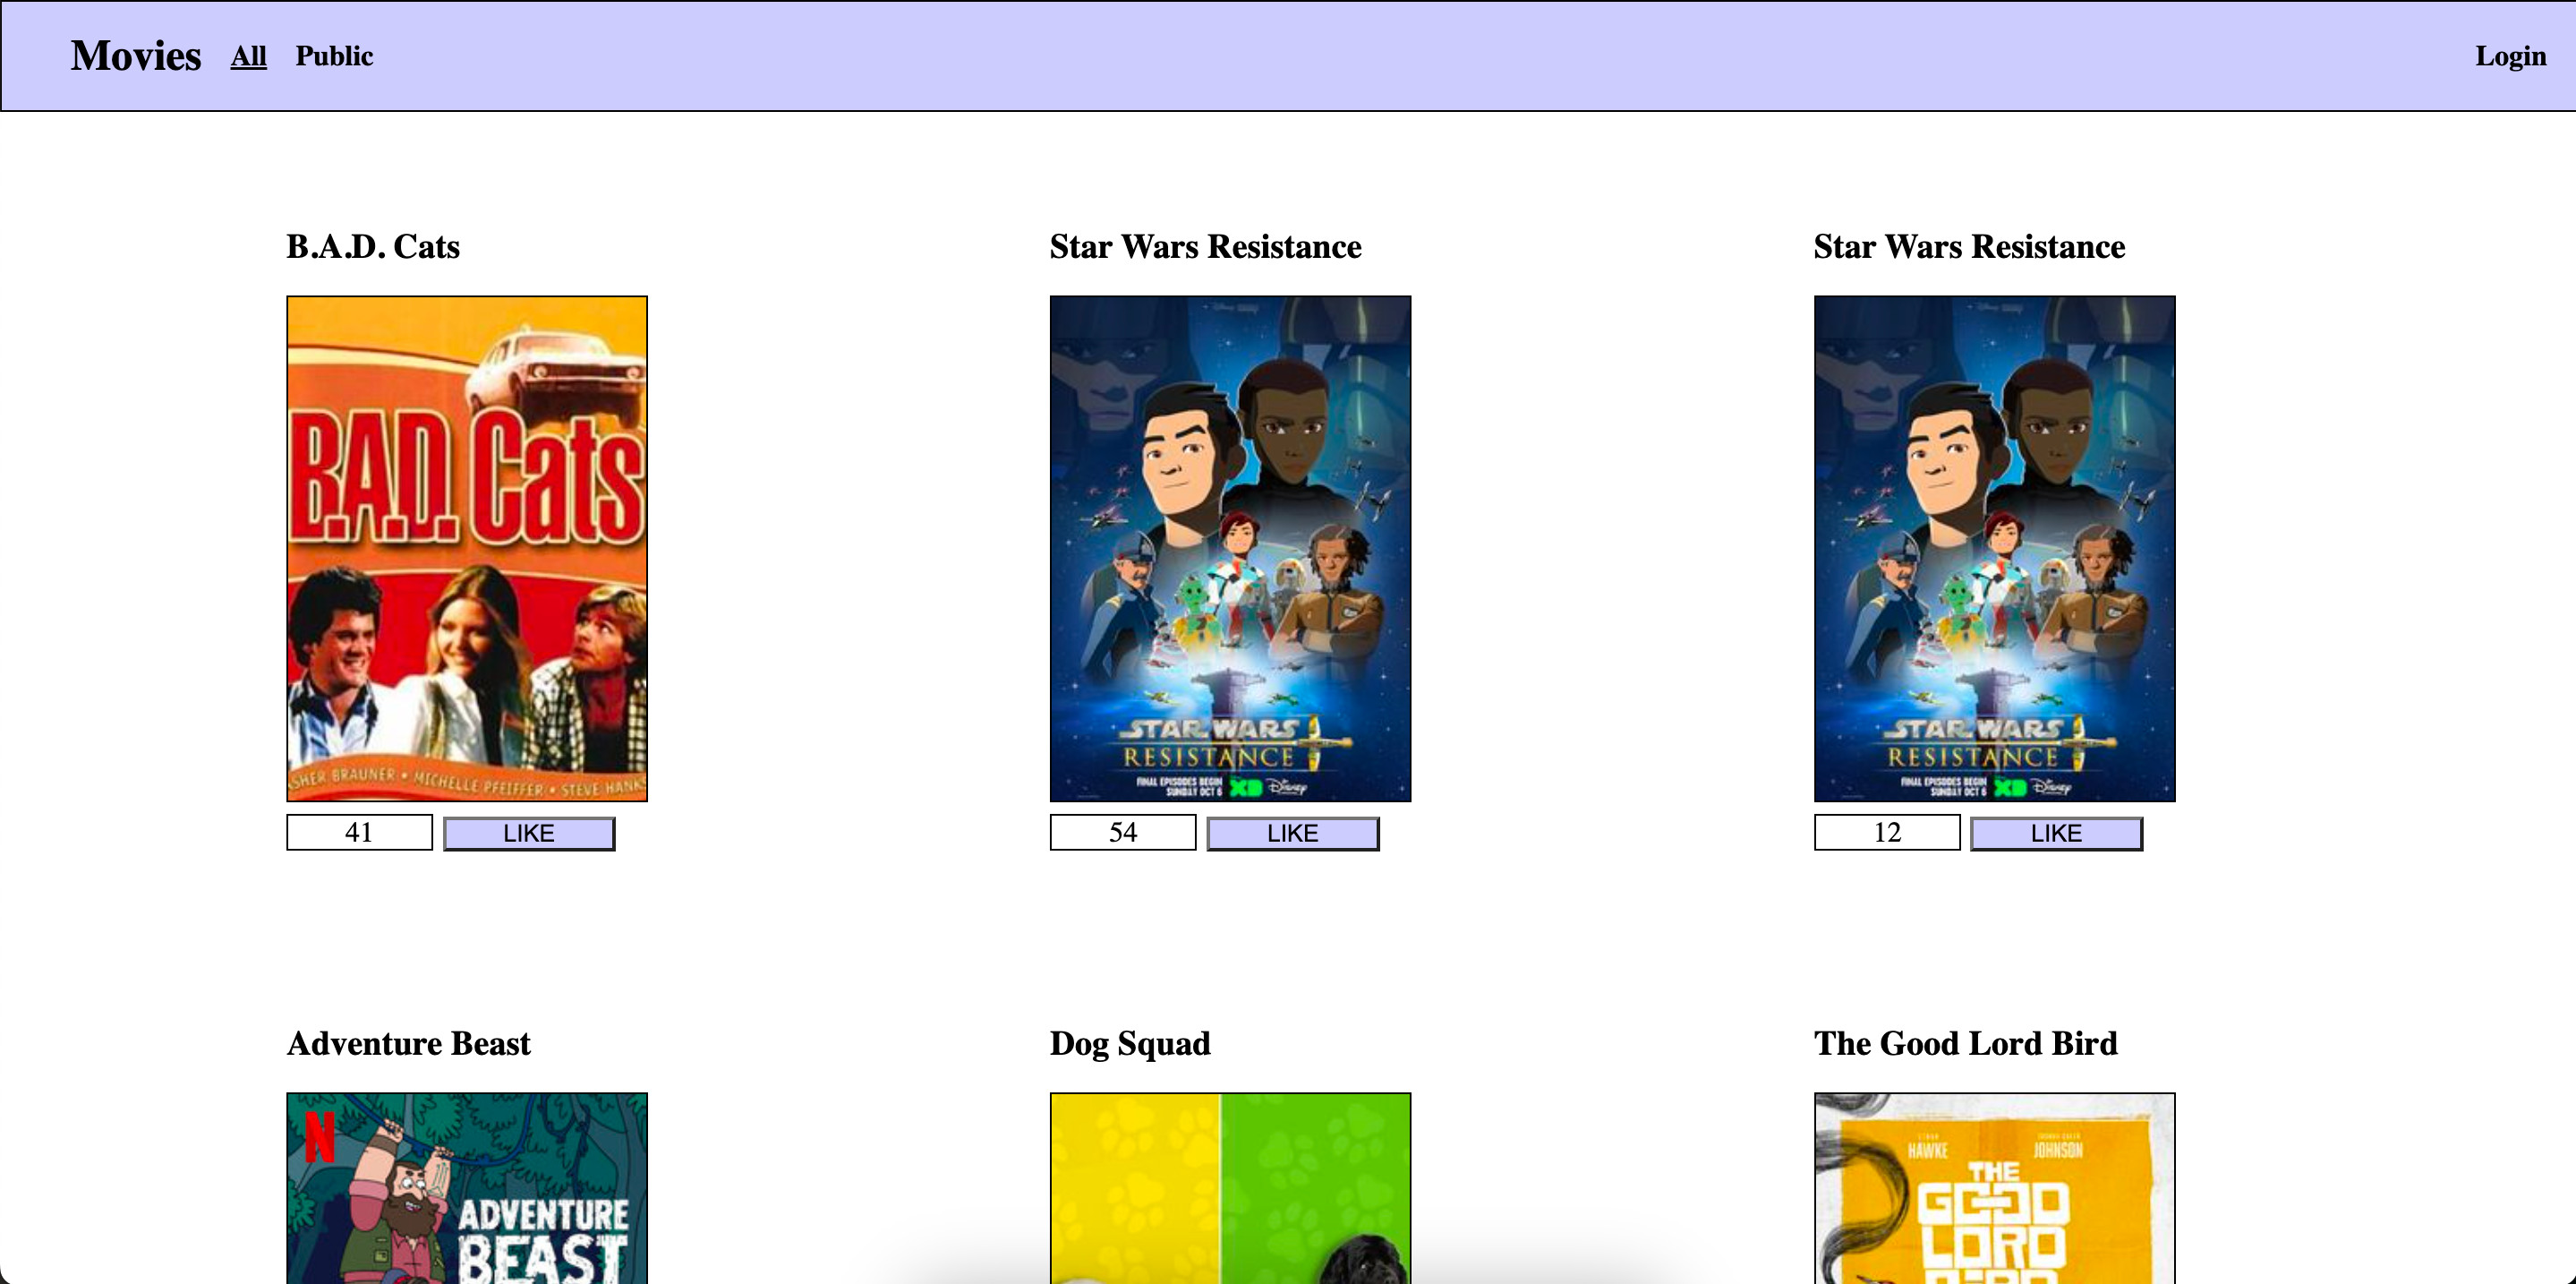 Movies All Public Login
B.A.D. Cats
Star Wars Resistance
Star Wars Resistance
B.A.D. Cats
SHER BRAUNER • MICHELLE PFEIFFER • STEVE HANKS
STAR WARS
RESISTANCE
FINAL EPISODES BEGIN
SUNDAY OCT 6
XD Disney
STAR WARS
RESISTANCE
FINAL EPISODES BEGIN
SUNDAY OCT 6
XD Disney
41 LIKE
54 LIKE
12 LIKE
Adventure Beast
Dog Squad
The Good Lord Bird
N
ADVENTURE
BEAST
HAWKE
JOHNSON
THE
GOOD
LORD
BIRD